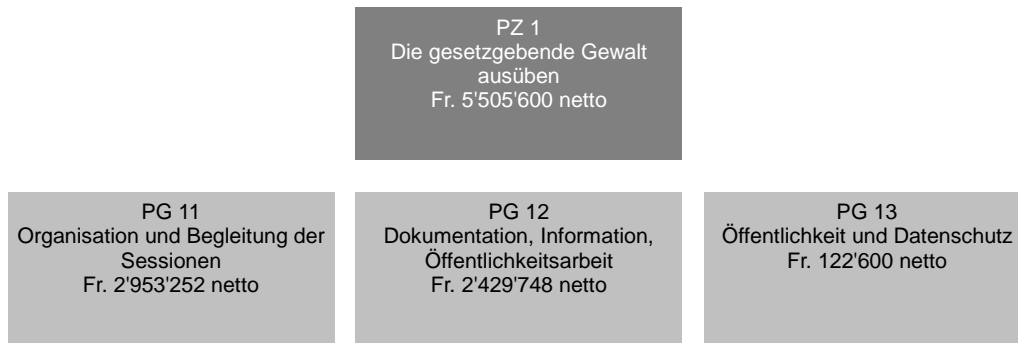 PZ 1
Die gesetzgebende Gewalt
ausüben
Fr. 5'505'600 netto
PG 11
Organisation und Begleitung der
Sessionen
Fr. 2'953'252 netto
PG 12
Dokumentation, Information,
Öffentlichkeitsarbeit
Fr. 2'429'748 netto
PG 13
Öffentlichkeit und Datenschutz
Fr. 122'600 netto